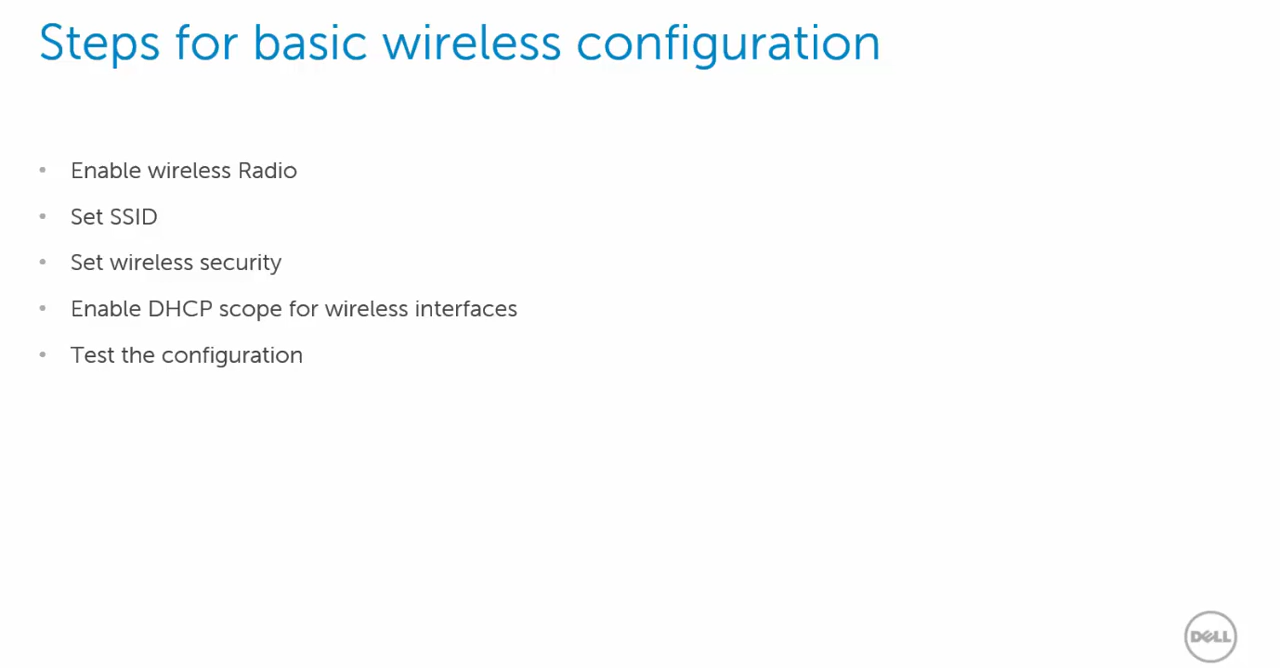 Steps for basic wireless configuration
• Enable wireless Radio
• Set SSID
• Set wireless security
• Enable DHCP scope for wireless interfaces
• Test the configuration
DELL